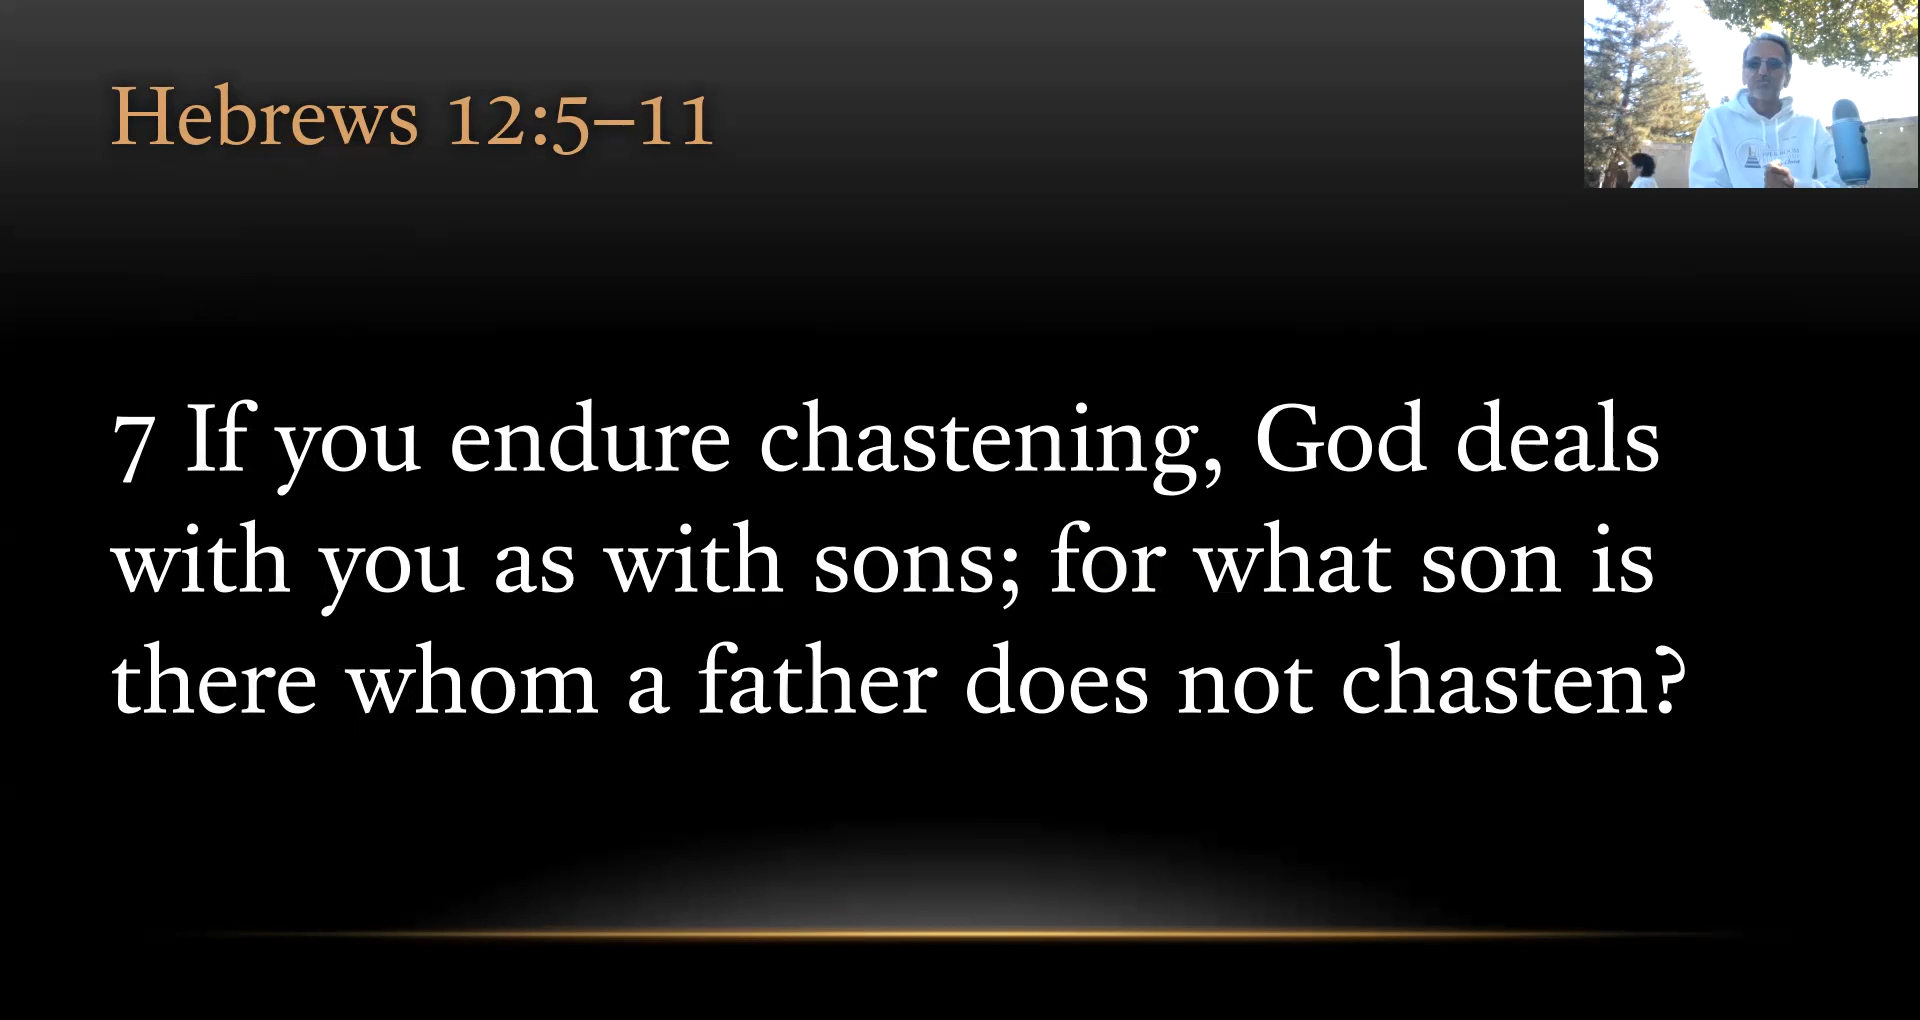 Hebrews 12:5–11
7 If you endure chastening, God deals
with you as with sons; for what son is
there whom a father does not chasten?